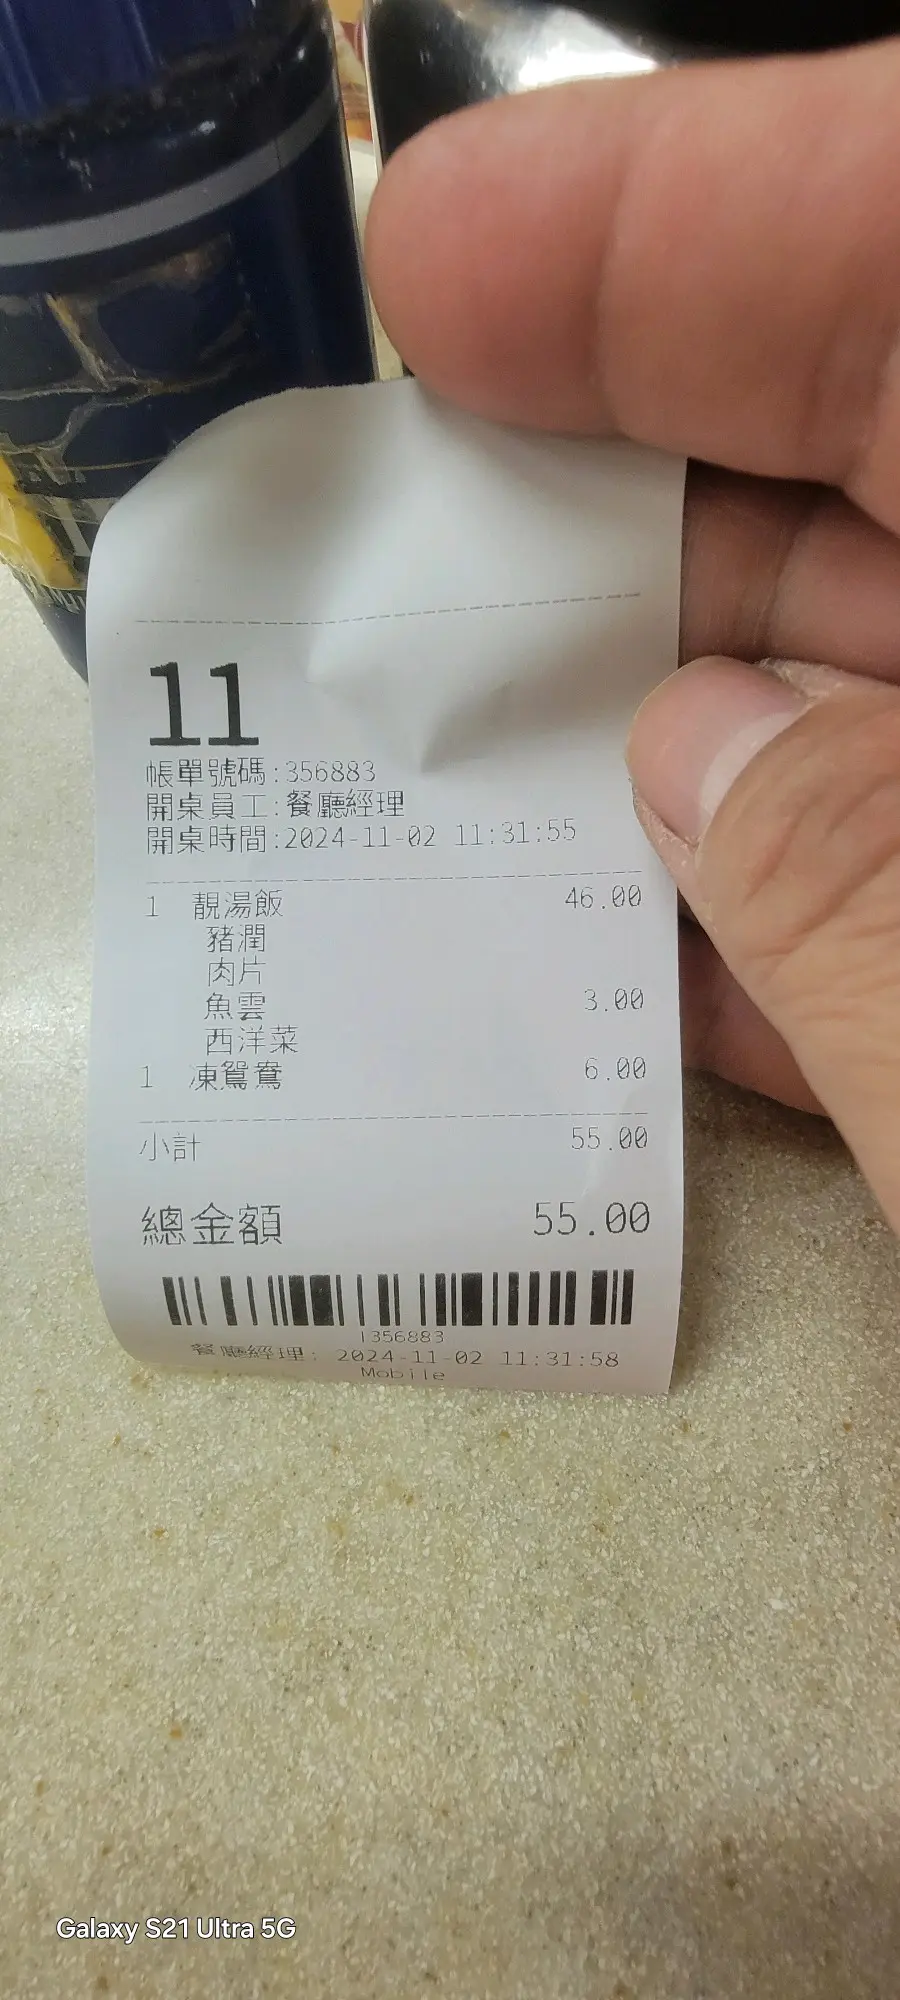 11
帳單號碼:356883
開桌員工:餐廳經理
開桌時間:2024-11-02 11:31:55
1 靚湯飯 46.00
豬潤
肉片
魚雲 3.00
西洋菜
1 凍鴛鴦 6.00
小計 55.00
總金額 55.00
1356883
餐廳經理: 2024-11-02 11:31:58
Mobile
Galaxy S21 Ultra 5G